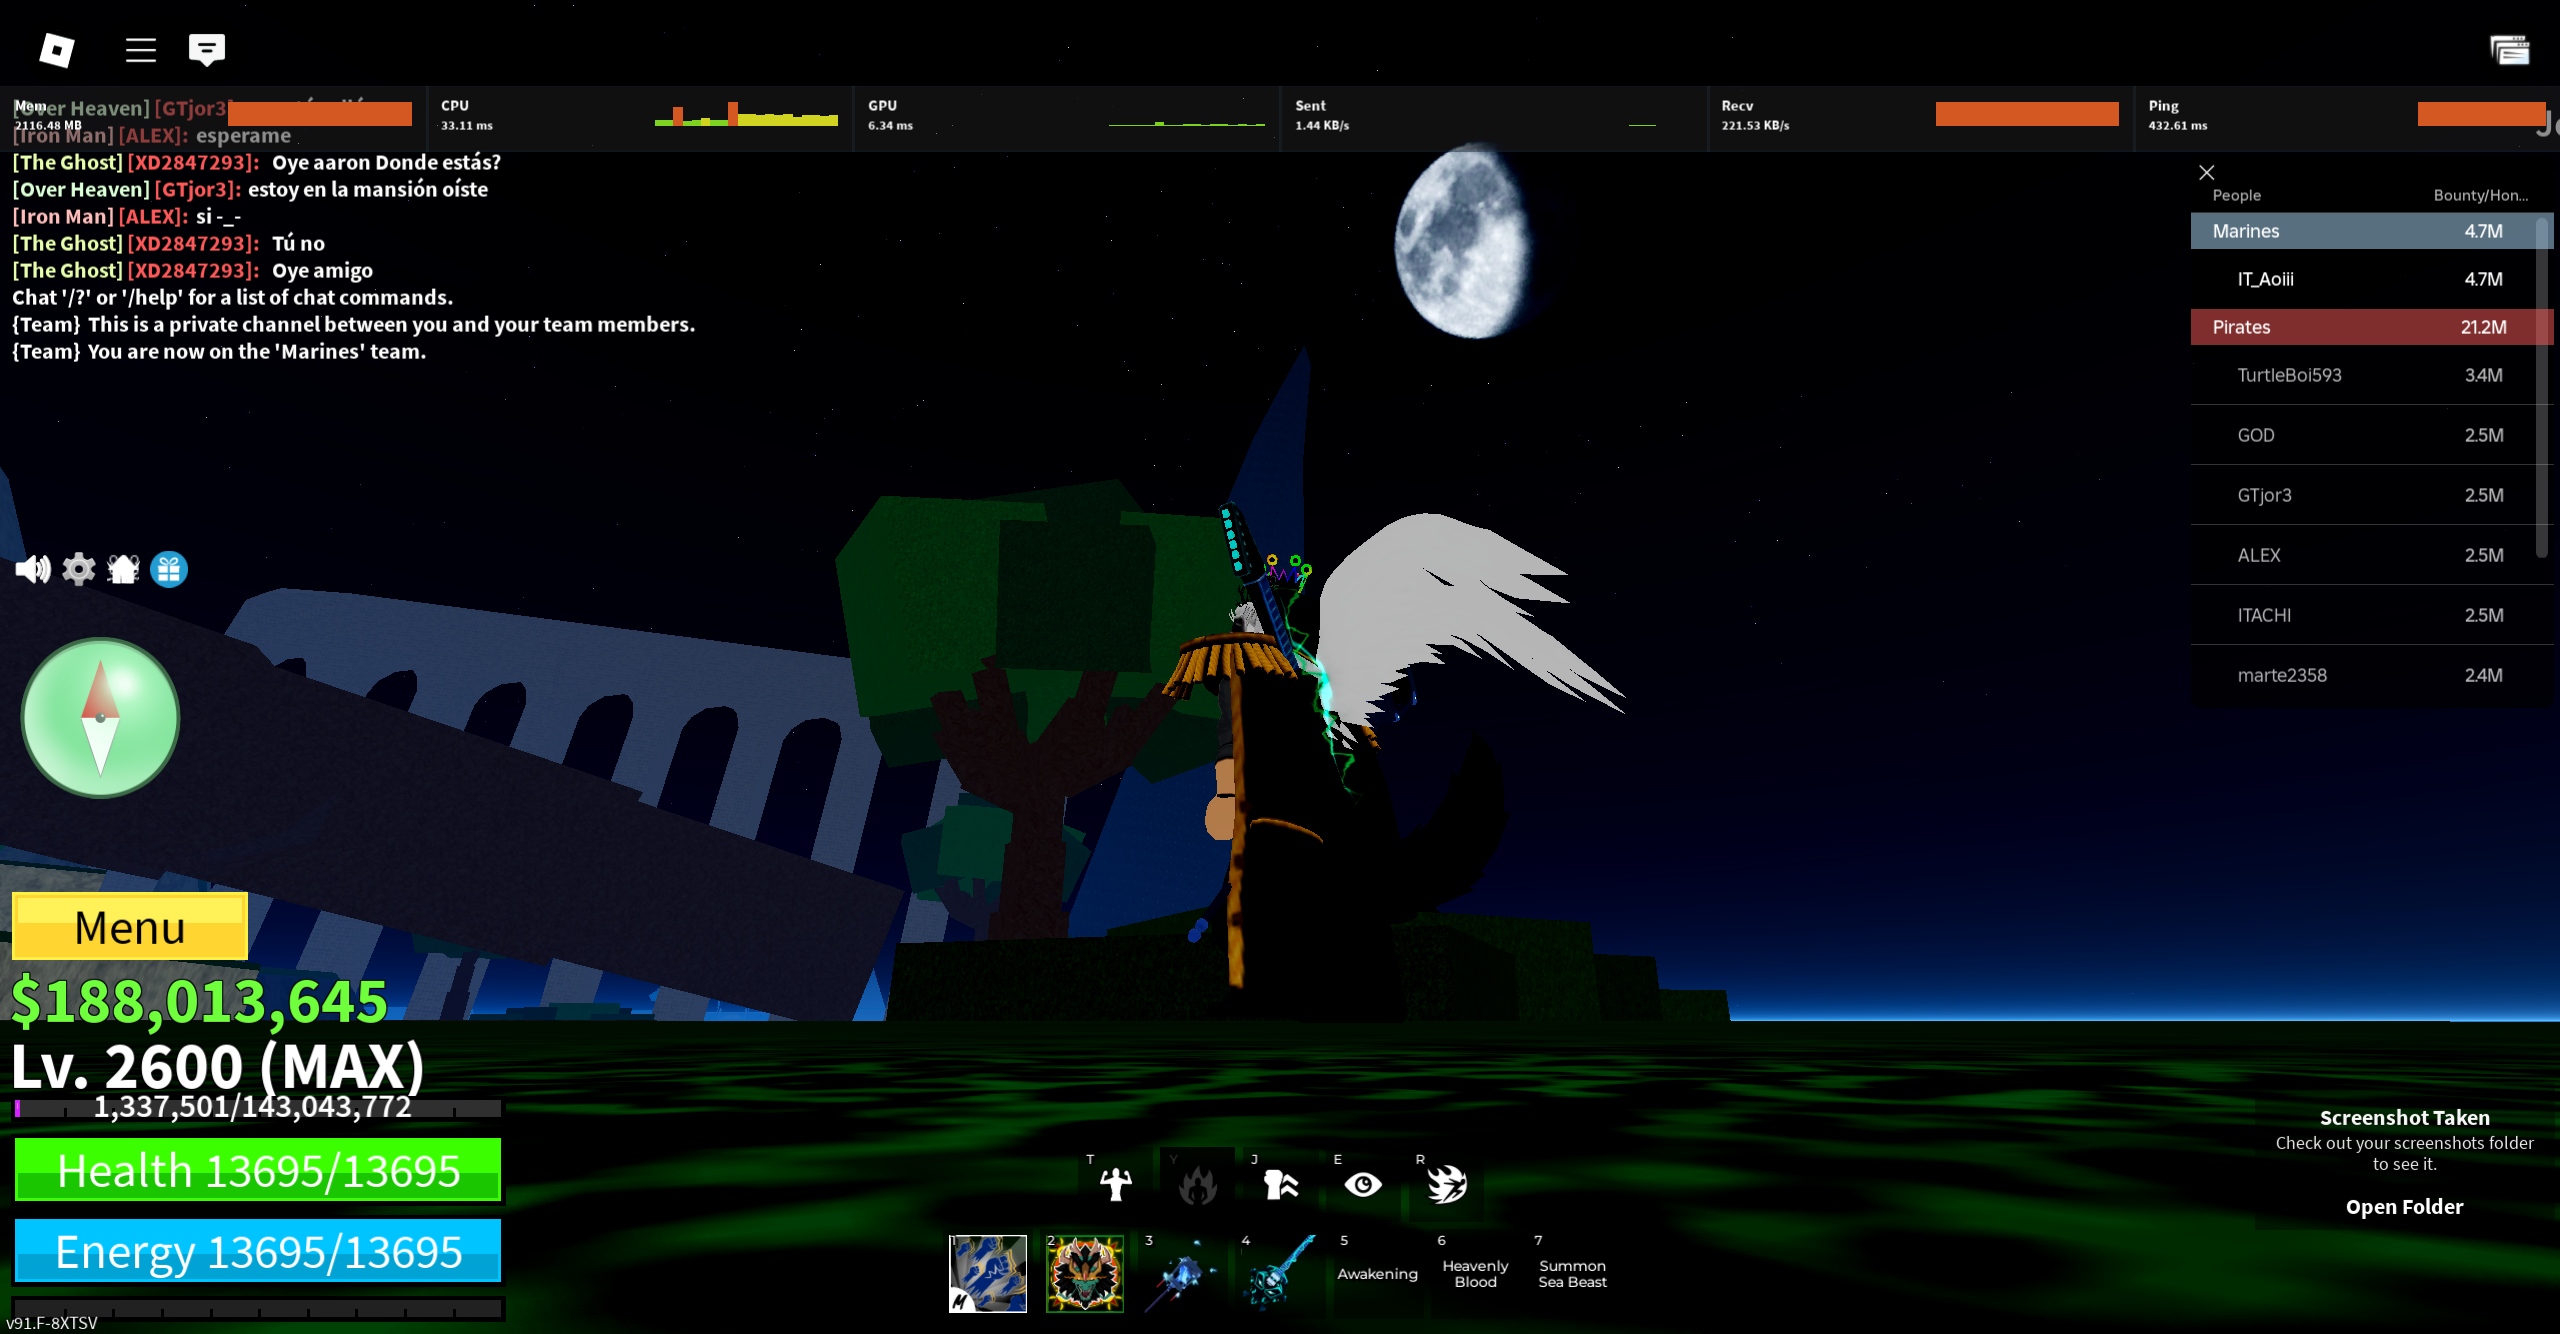 Mem
2116.48 MB
CPU
33.11 ms
GPU
6.34 ms
Sent
1.44 KB/s
Recv
221.53 KB/s
Ping
432.61 ms
[Over Heaven] [GTjor3
[Iron Man] [ALEX]: esperame
[The Ghost] [XD2847293]: Oye aaron Donde estás?
[Over Heaven] [GTjor3]: estoy en la mansión oíste
[Iron Man] [ALEX]: si -_-
[The Ghost] [XD2847293]: Tú no
[The Ghost] [XD2847293]: Oye amigo
Chat '/?' or '/help' for a list of chat commands.
{Team} This is a private channel between you and your team members.
{Team} You are now on the 'Marines' team.
People Bounty/Hon...
Marines 4.7M
IT_Aoiii 4.7M
Pirates 21.2M
TurtleBoi593 3.4M
GOD 2.5M
GTjor3 2.5M
ALEX 2.5M
ITACHI 2.5M
marte2358 2.4M
Menu
$188,013,645
Lv. 2600 (MAX)
1,337,501/143,043,772
Health 13695/13695
Energy 13695/13695
v91.F-8XTSV
T Y J E R
1 2 3 4 5 6 7
M
Awakening
Heavenly
Blood
Summon
Sea Beast
Screenshot Taken
Check out your screenshots folder
to see it.
Open Folder